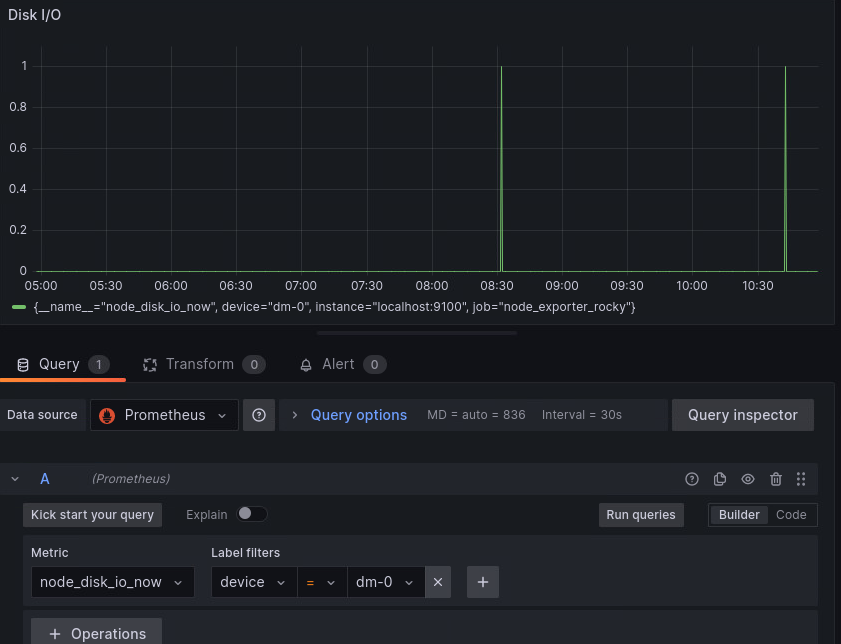 Disk I/O
1
0.8
0.6
0.4
0.2
0
05:00 05:30 06:00 06:30 07:00 07:30 08:00 08:30 09:00 09:30 10:00 10:30
{__name__="node_disk_io_now", device="dm-0", instance="localhost:9100", job="node_exporter_rocky"}
Query 1 Transform 0 Alert 0
Data source Prometheus Query options MD = auto = 836 Interval = 30s Query inspector
A (Prometheus)
Kick start your query Explain Run queries Builder Code
Metric Label filters
node_disk_io_now device = dm-0
+ Operations